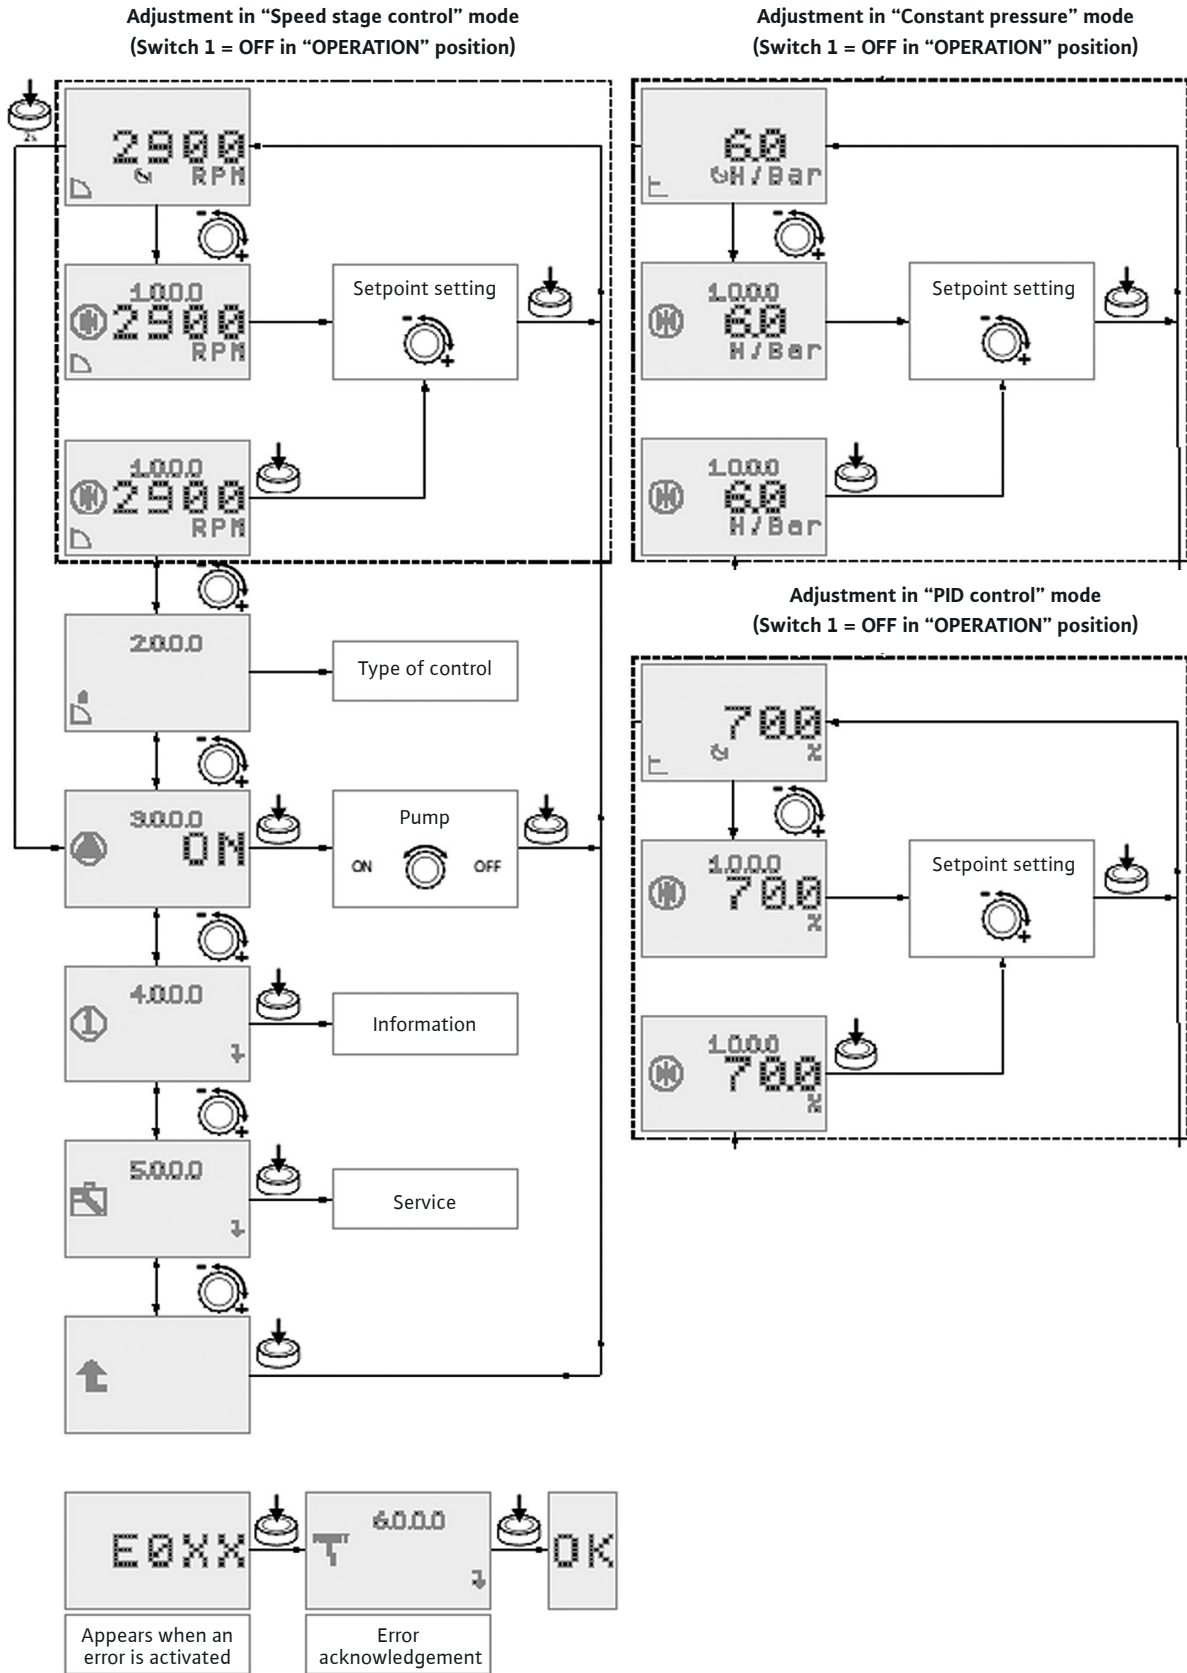 Adjustment in “Speed stage control” mode
(Switch 1 = OFF in “OPERATION” position)
2s
2900
RPM
- +
1.0.0.0
2900
RPM
Setpoint setting
- +
1.0.0.0
2900
RPM
- +
2.0.0.0
Type of control
- +
3.0.0.0
ON
Pump
ON OFF
- +
4.0.0.0
1
Information
- +
5.0.0.0
Service
- +
E0XX
6.0.0.0
OK
Appears when an
error is activated
Error
acknowledgement
Adjustment in “Constant pressure” mode
(Switch 1 = OFF in “OPERATION” position)
6.0
H/Bar
- +
1.0.0.0
6.0
H/Bar
Setpoint setting
- +
1.0.0.0
6.0
H/Bar
Adjustment in “PID control” mode
(Switch 1 = OFF in “OPERATION” position)
70.0
%
- +
1.0.0.0
70.0
%
Setpoint setting
- +
1.0.0.0
70.0
%